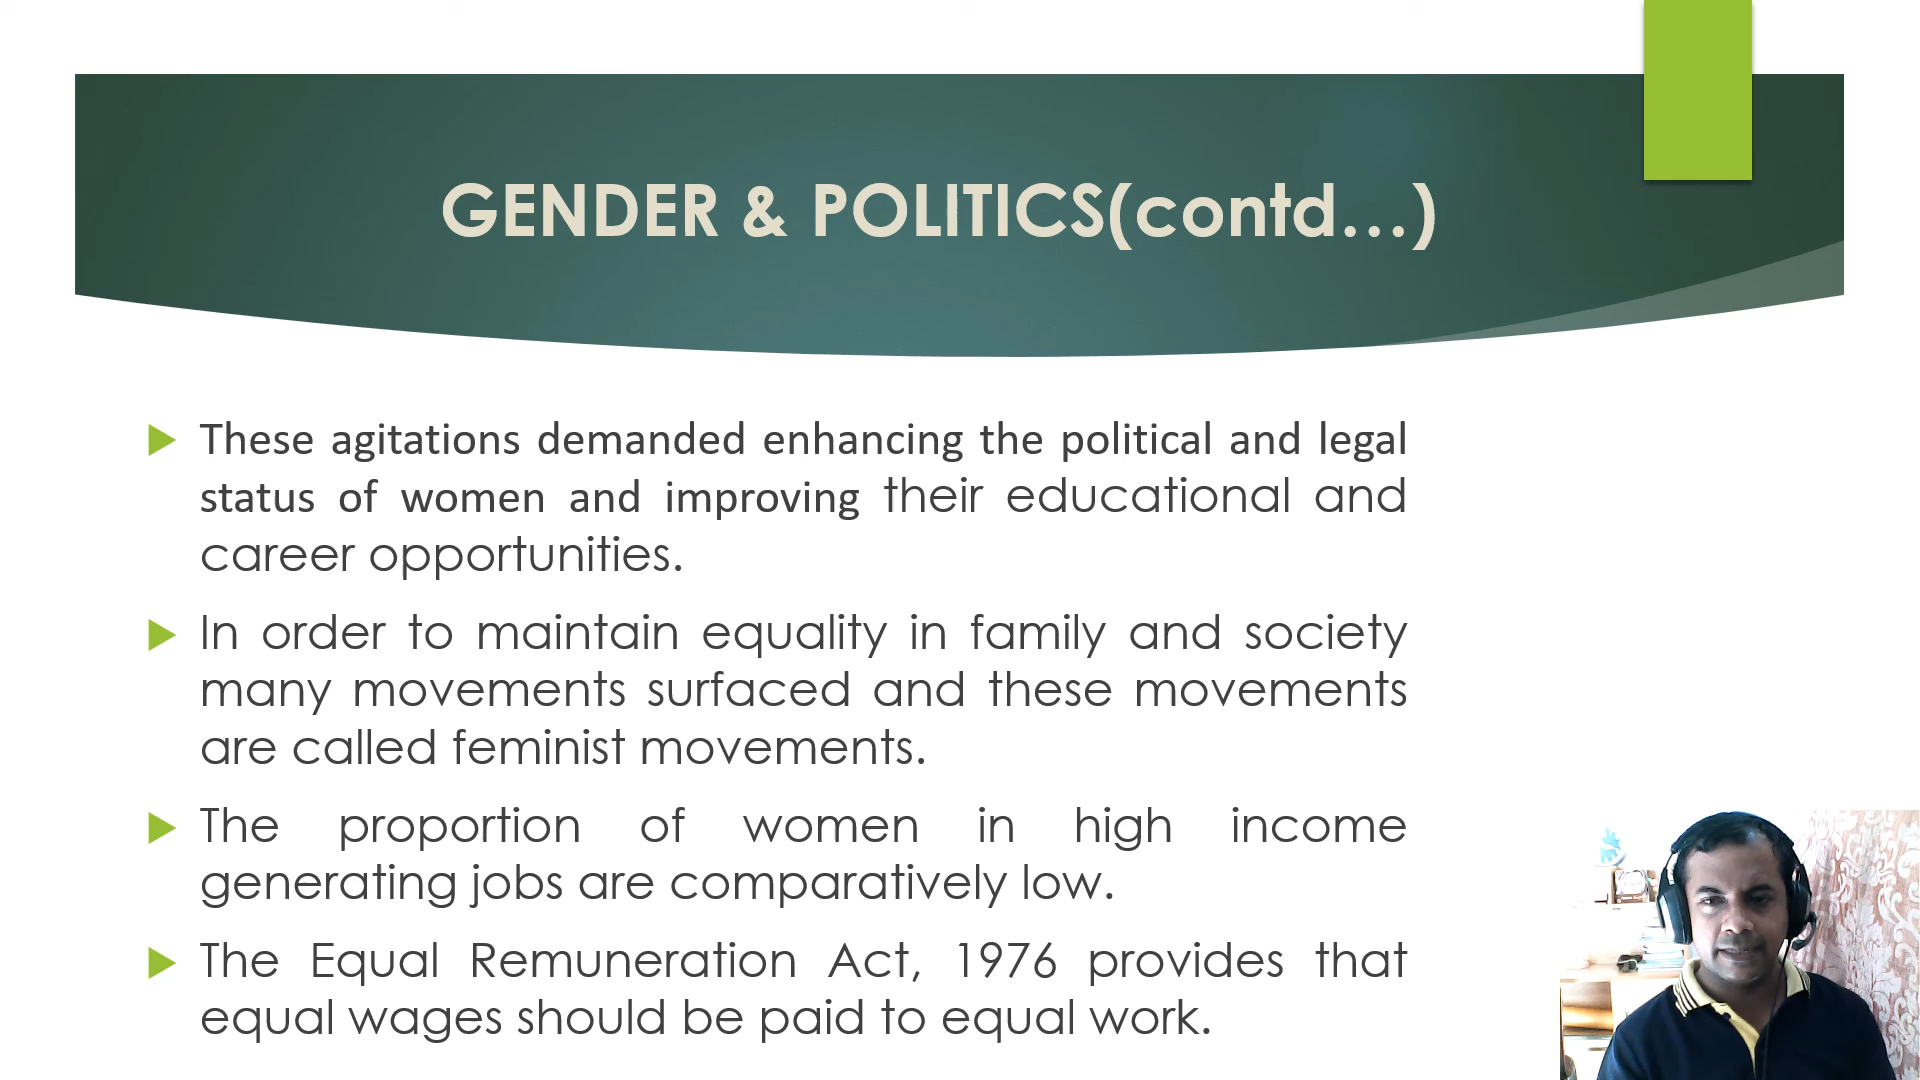 GENDER & POLITICS(contd...)
These agitations demanded enhancing the political and legal
status of women and improving their educational and
career opportunities.
In order to maintain equality in family and society
many movements surfaced and these movements
are called feminist movements.
The proportion of women in high income
generating jobs are comparatively low.
The Equal Remuneration Act, 1976 provides that
equal wages should be paid to equal work.